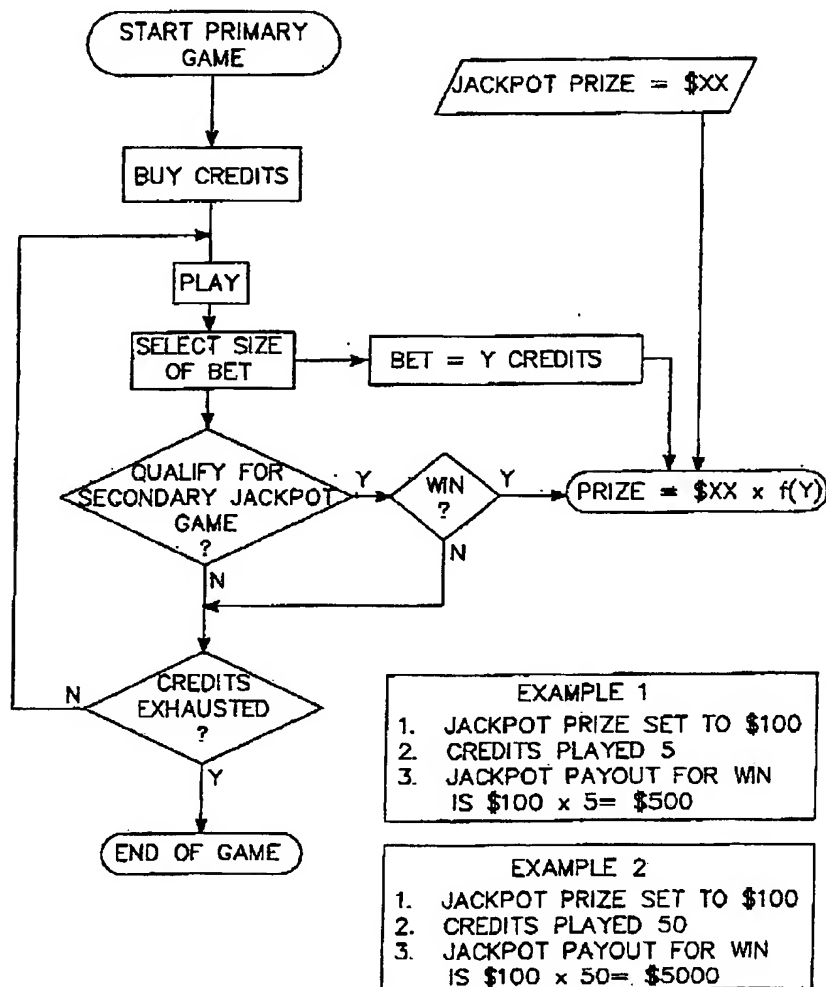 START PRIMARY
GAME
JACKPOT PRIZE = $XX
BUY CREDITS
PLAY
SELECT SIZE
OF BET
BET = Y CREDITS
QUALIFY FOR
SECONDARY JACKPOT
GAME
?
Y
WIN
?
Y
PRIZE = $XX x f(Y)
N
N
CREDITS
EXHAUSTED
?
N
Y
END OF GAME
EXAMPLE 1
1. JACKPOT PRIZE SET TO $100
2. CREDITS PLAYED 5
3. JACKPOT PAYOUT FOR WIN
IS $100 x 5= $500
EXAMPLE 2
1. JACKPOT PRIZE SET TO $100
2. CREDITS PLAYED 50
3. JACKPOT PAYOUT FOR WIN
IS $100 x 50= $5000